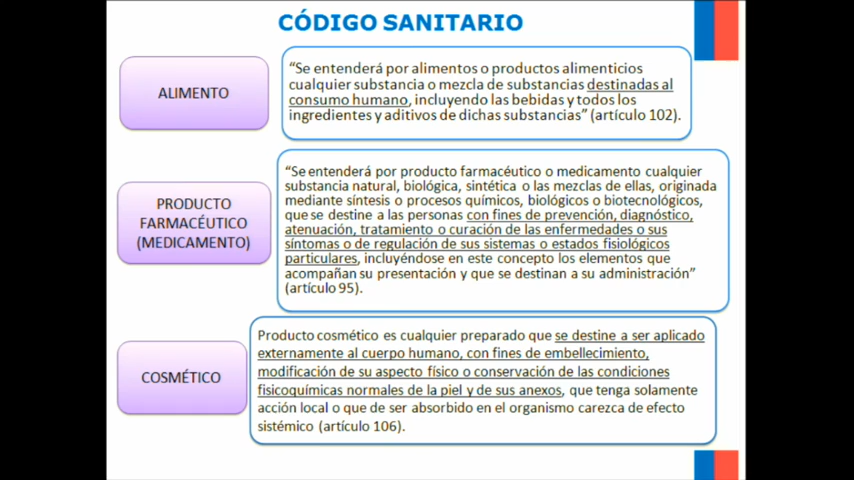 CÓDIGO SANITARIO
ALIMENTO
“Se entenderá por alimentos o productos alimenticios
cualquier substancia o mezcla de substancias destinadas al
consumo humano, incluyendo las bebidas y todos los
ingredientes y aditivos de dichas substancias” (artículo 102).
PRODUCTO
FARMACÉUTICO
(MEDICAMENTO)
“Se entenderá por producto farmacéutico o medicamento cualquier
substancia natural, biológica, sintética o las mezclas de ellas, originada
mediante síntesis o procesos químicos, biológicos o biotecnológicos,
que se destine a las personas con fines de prevención, diagnóstico,
atenuación, tratamiento o curación de las enfermedades o sus
síntomas o de regulación de sus sistemas o estados fisiológicos
particulares, incluyéndose en este concepto los elementos que
acompañan su presentación y que se destinan a su administración”
(artículo 95).
COSMÉTICO
Producto cosmético es cualquier preparado que se destine a ser aplicado
externamente al cuerpo humano, con fines de embellecimiento,
modificación de su aspecto físico o conservación de las condiciones
fisicoquímicas normales de la piel y de sus anexos, que tenga solamente
acción local o que de ser absorbido en el organismo carezca de efecto
sistémico (artículo 106).